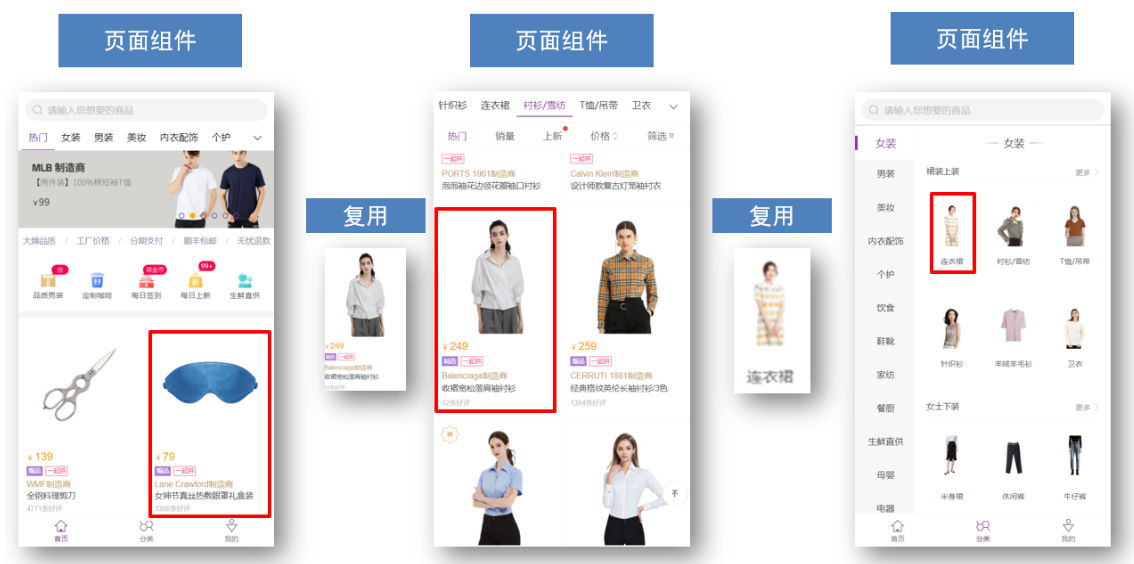 页面组件
请输入您想要的商品
热门 女装 男装 美妆 内衣配饰 个护
MLB 制造商
【两件装】100%棉短袖T恤
¥99
大牌品质 / 工厂价格 / 分期支付 / 顺丰包邮 / 无忧退款
99+
品质男装 定制咖啡 每日签到 每日上新 生鲜直供
¥139
爆品 一起拼
WMF制造商
全钢料理剪刀
4771条好评
¥79
爆品 一起拼
Lane Crawford制造商
女神节真丝热敷眼罩礼盒装
3386条好评
首页 分类 我的
复用
¥249
一起拼
Balenciaga制造商
收褶宽松落肩袖衬衫
12条好评
页面组件
针织衫 连衣裙 衬衫/雪纺 T恤/吊带 卫衣
热门 销量 上新 价格 筛选
一起拼
PORTS 1961制造商
泡泡袖花边领花瓣袖口衬衫
一起拼
Calvin Klein制造商
设计师款复古灯笼袖衬衣
¥249
一起拼
Balenciaga制造商
收褶宽松落肩袖衬衫
12条好评
¥259
爆品 一起拼
CERRUTI 1881制造商
经典格纹英伦长袖衬衫/3色
1364条好评
复用
连衣裙
页面组件
请输入您想要的商品
女装
男装
美妆
内衣配饰
个护
饮食
鞋靴
家纺
餐厨
生鲜直供
母婴
电器
女装
裙装上装 更多
连衣裙 衬衫/雪纺 T恤/吊带
针织衫 羊绒羊毛衫 卫衣
女士下装 更多
半身裙 休闲裤 牛仔裤
首页 分类 我的